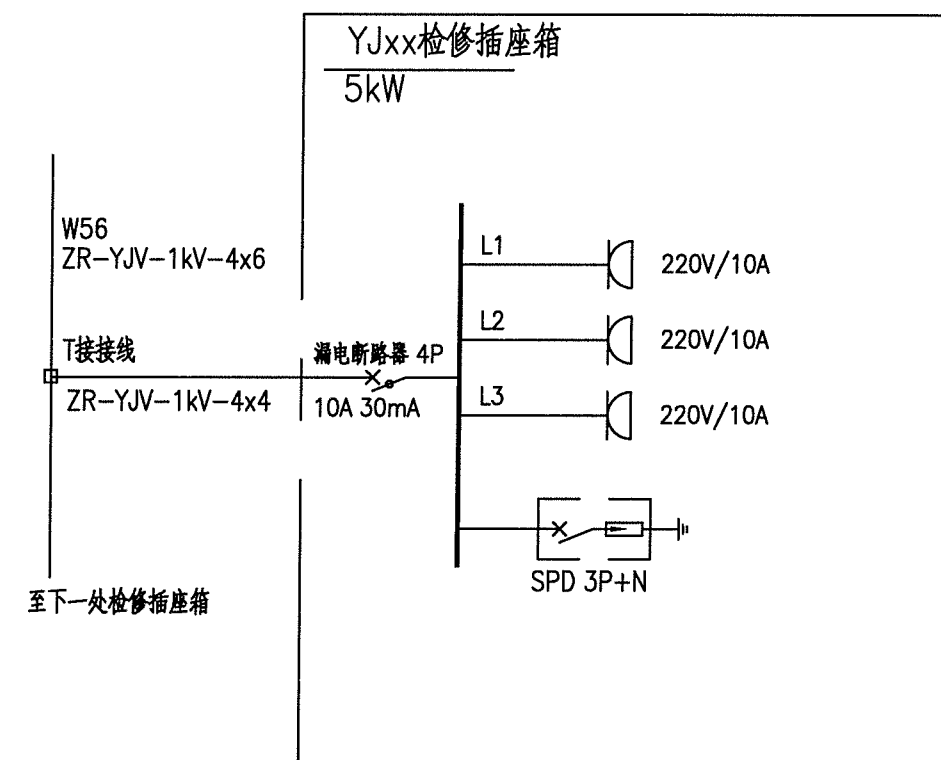 YJxx检修插座箱
5kW
W56
ZR-YJV-1kV-4x6
L1
220V/10A
L2
220V/10A
T接接线
漏电断路器 4P
ZR-YJV-1kV-4x4
10A 30mA
L3
220V/10A
SPD 3P+N
至下一处检修插座箱